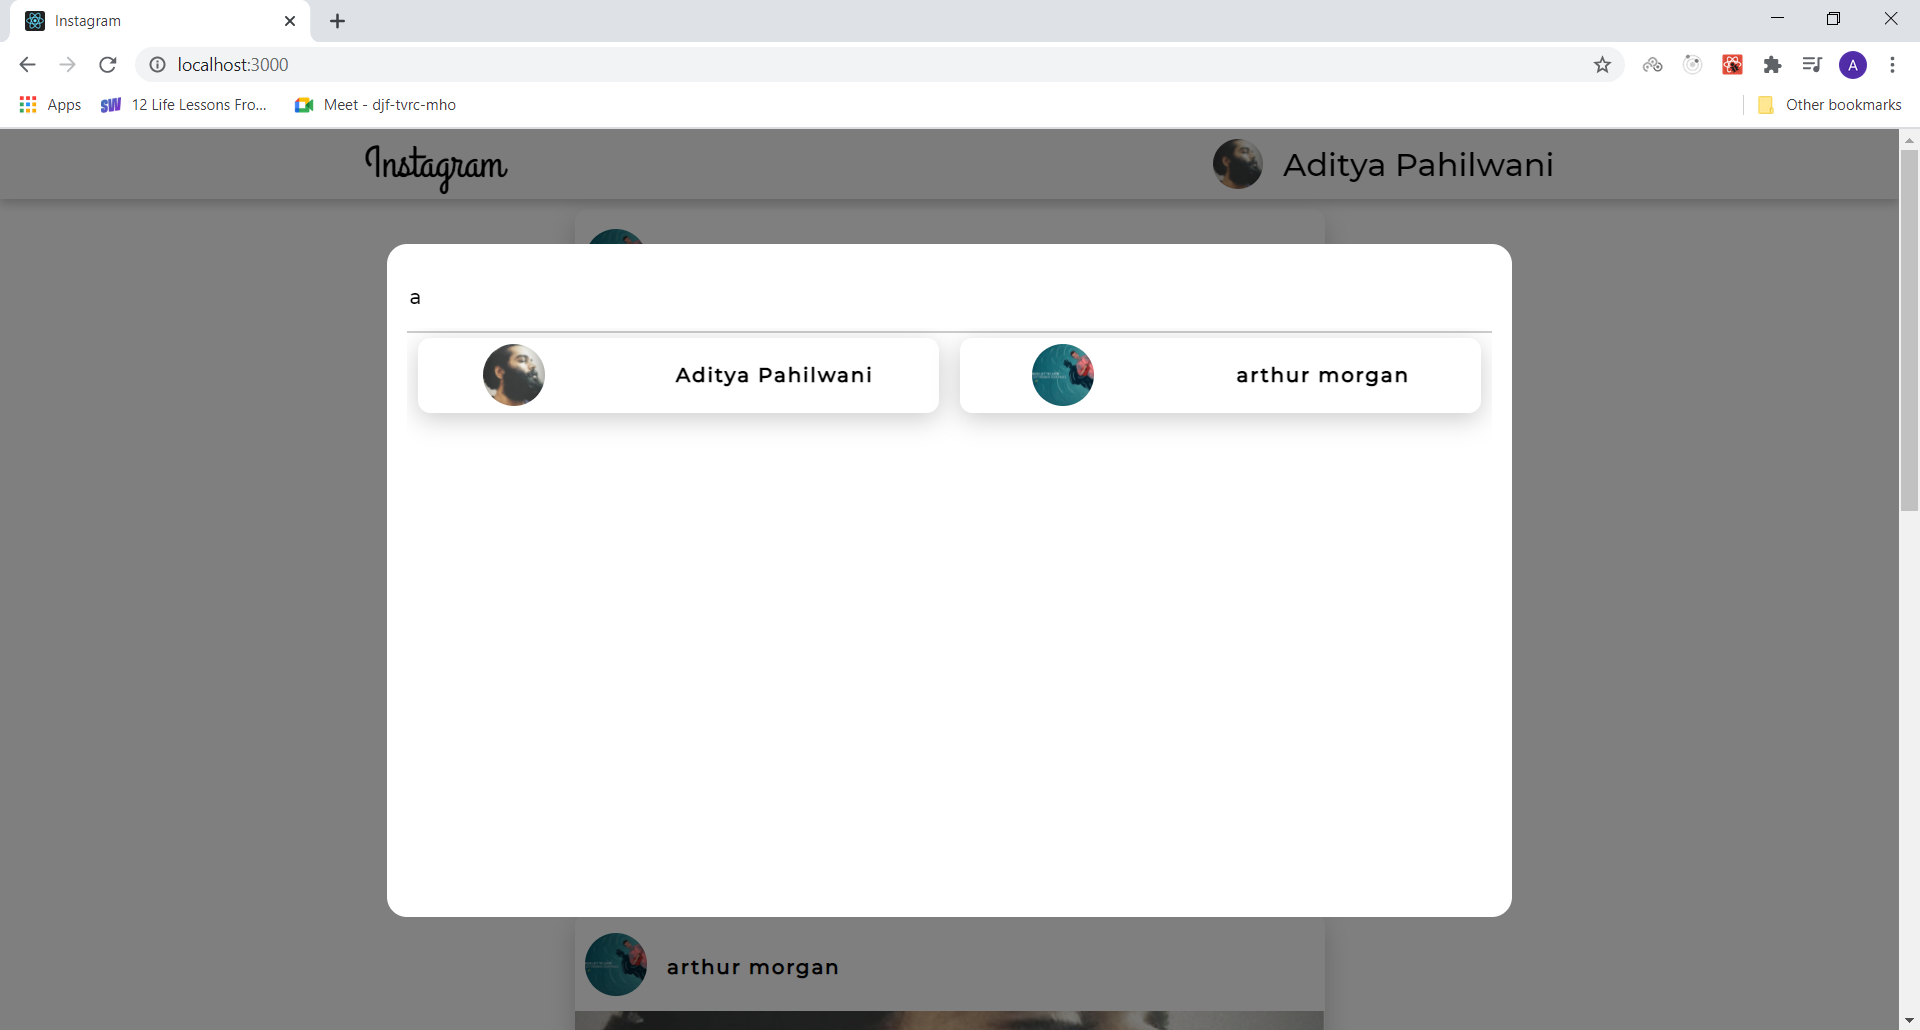 Instagram
localhost:3000
A
Apps
12 Life Lessons Fro...
Meet - djf-tvrc-mho
Other bookmarks
Instagram
Aditya Pahilwani
a
Aditya Pahilwani
arthur morgan
arthur morgan